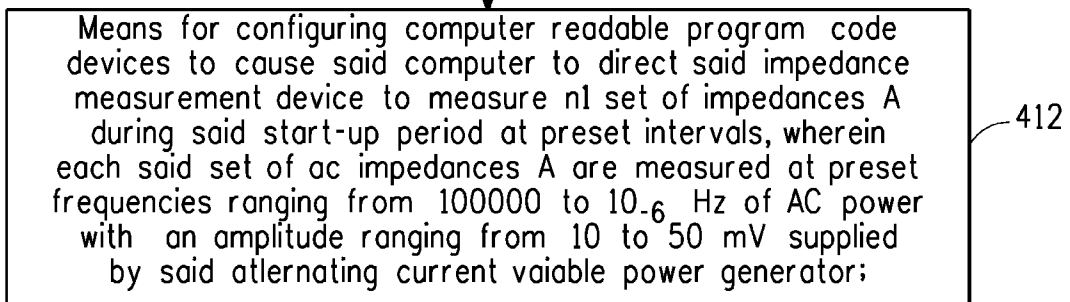 Means for configuring computer readable program code
devices to cause said computer to direct said impedance
measurement device to measure n1 set of impedances A
during said start-up period at preset intervals, wherein
each said set of ac impedances A are measured at preset
frequencies ranging from 100000 to 10-6 Hz of AC power
with an amplitude ranging from 10 to 50 mV supplied
by said atlernating current vaiable power generator;
412